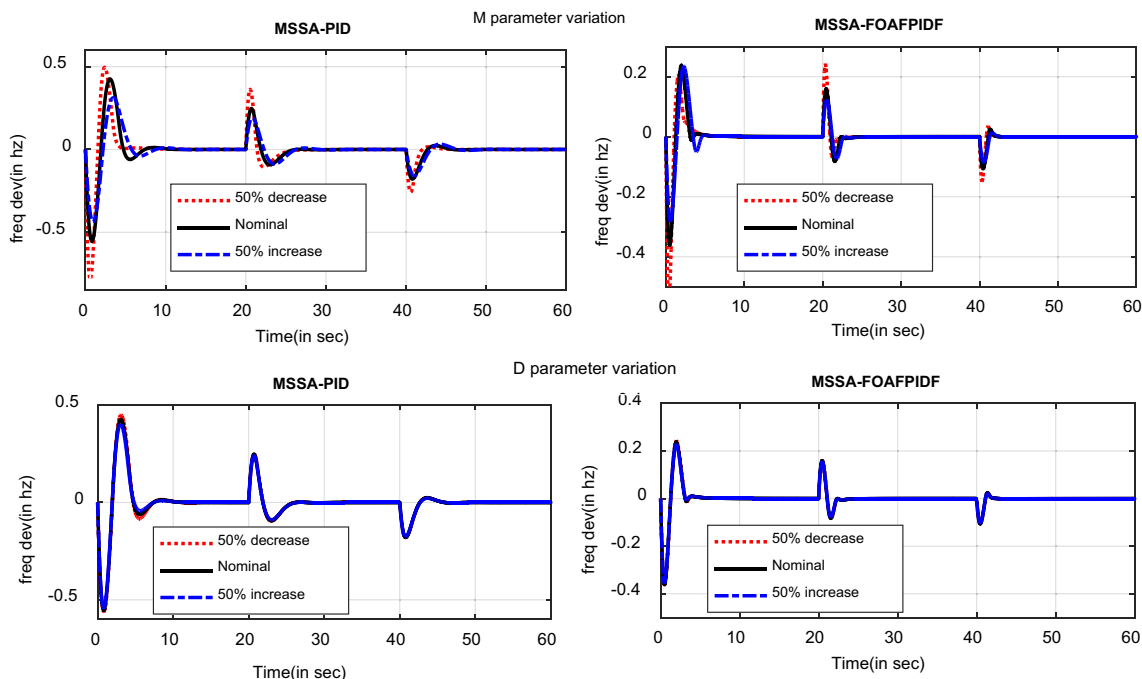 M parameter variation
MSSA-PID
MSSA-FOAFPIDF
0.5
0
-0.5
freq dev(in hz)
50% decrease
Nominal
50% increase
0 10 20 30 40 50 60
Time(in sec)
0.2
0
-0.2
-0.4
freq dev(in hz)
50% decrease
Nominal
50% increase
0 10 20 30 40 50 60
Time(in sec)
D parameter variation
MSSA-PID
MSSA-FOAFPIDF
0.5
0
-0.5
freq dev(in hz)
50% decrease
Nominal
50% increase
0 10 20 30 40 50 60
Time(in sec)
0.4
0.2
0
-0.2
-0.4
freq dev(in hz)
50% decrease
Nominal
50% increase
0 10 20 30 40 50 60
Time(in sec)